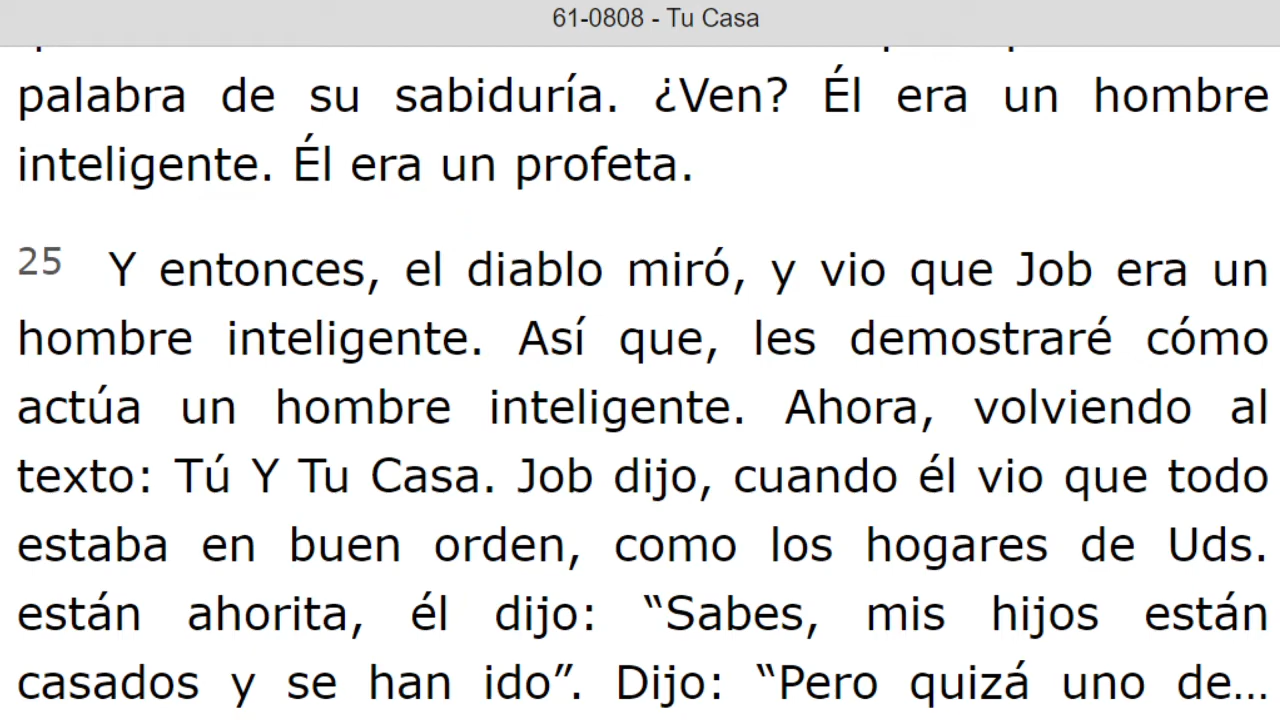 61-0808 - Tu Casa
palabra de su sabiduría. ¿Ven? Él era un hombre
inteligente. Él era un profeta.
25 Y entonces, el diablo miró, y vio que Job era un
hombre inteligente. Así que, les demostraré cómo
actúa un hombre inteligente. Ahora, volviendo al
texto: Tú Y Tu Casa. Job dijo, cuando él vio que todo
estaba en buen orden, como los hogares de Uds.
están ahorita, él dijo: “Sabes, mis hijos están
casados y se han ido”. Dijo: “Pero quizá uno de…